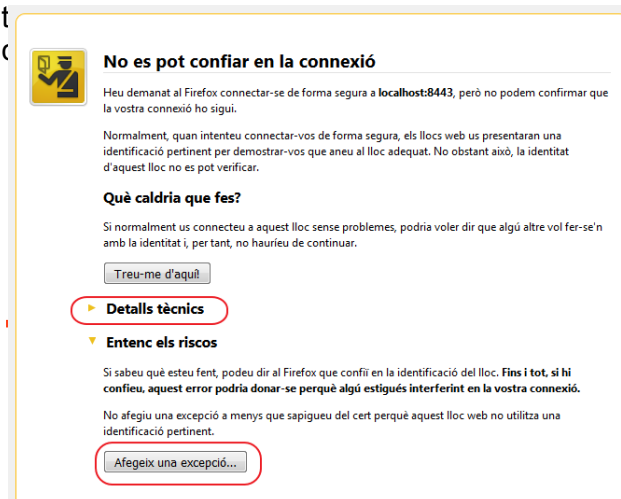 t
No es pot confiar en la connexió
Heu demanat al Firefox connectar-se de forma segura a localhost:8443, però no podem confirmar que
la vostra connexió ho sigui.
Normalment, quan intenteu connectar-vos de forma segura, els llocs web us presentaran una
identificació pertinent per demostrar-vos que aneu al lloc adequat. No obstant això, la identitat
d'aquest lloc no es pot verificar.
Què caldria que fes?
Si normalment us connecteu a aquest lloc sense problemes, podria voler dir que algú altre vol fer-se'n
amb la identitat i, per tant, no hauríeu de continuar.
Treu-me d'aquí!
Detalls tècnics
Entenc els riscos
Si sabeu què esteu fent, podeu dir al Firefox que confiï en la identificació del lloc. Fins i tot, si hi
confieu, aquest error podria donar-se perquè algú estigués interferint en la vostra connexió.
No afegiu una excepció a menys que sapigueu del cert perquè aquest lloc web no utilitza una
identificació pertinent.
Afegeix una excepció...